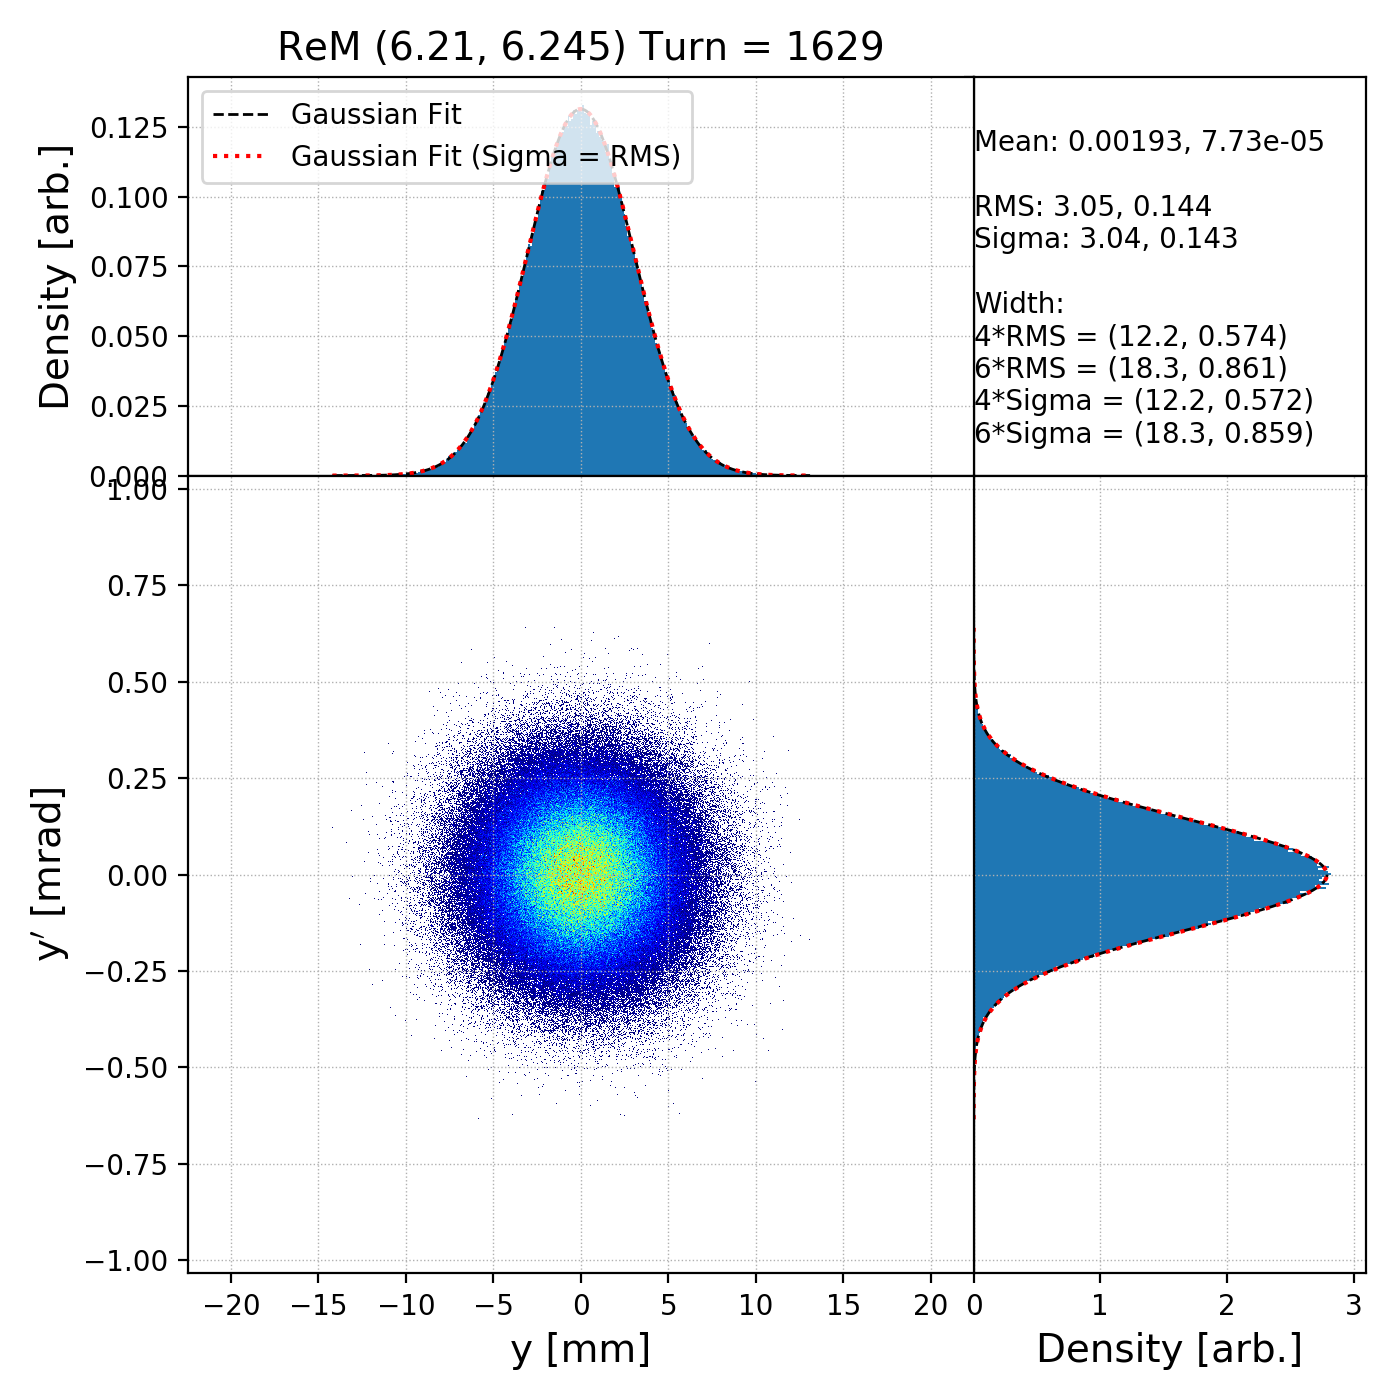 ReM (6.21, 6.245) Turn = 1629
Gaussian Fit
Gaussian Fit (Sigma = RMS)
Density [arb.]
0.125
0.100
0.075
0.050
0.025
0.000
Mean: 0.00193, 7.73e-05
RMS: 3.05, 0.144
Sigma: 3.04, 0.143
Width:
4*RMS = (12.2, 0.574)
6*RMS = (18.3, 0.861)
4*Sigma = (12.2, 0.572)
6*Sigma = (18.3, 0.859)
y′ [mrad]
1.00
0.75
0.50
0.25
0.00
−0.25
−0.50
−0.75
−1.00
−20 −15 −10 −5 0 5 10 15 20
y [mm]
0 1 2 3
Density [arb.]